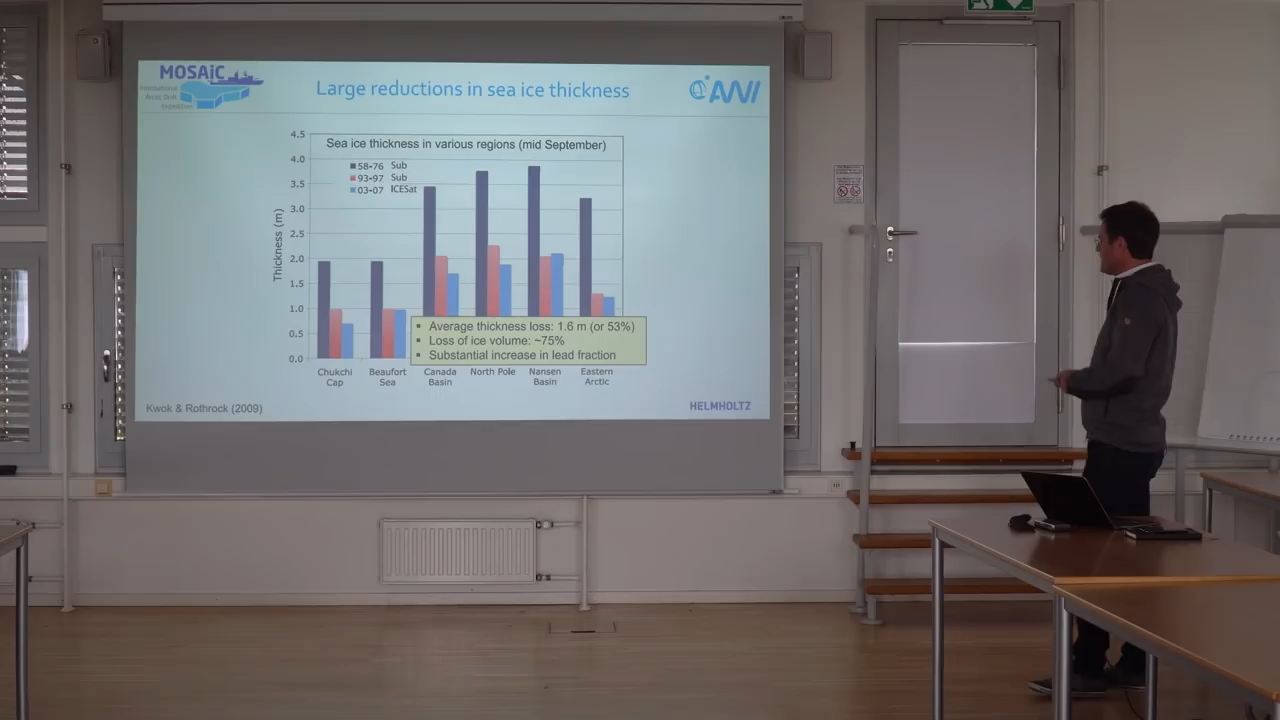 MOSAiC
International
Arctic Drift
Expedition
Large reductions in sea ice thickness
AWI
Sea ice thickness in various regions (mid September)
58-76 Sub
93-97 Sub
03-07 ICESat
Thickness (m)
4.5
4.0
3.5
3.0
2.5
2.0
1.5
1.0
0.5
0.0
▪ Average thickness loss: 1.6 m (or 53%)
▪ Loss of ice volume: ~75%
▪ Substantial increase in lead fraction
Chukchi Cap
Beaufort Sea
Canada Basin
North Pole
Nansen Basin
Eastern Arctic
Kwok & Rothrock (2009)
HELMHOLTZ